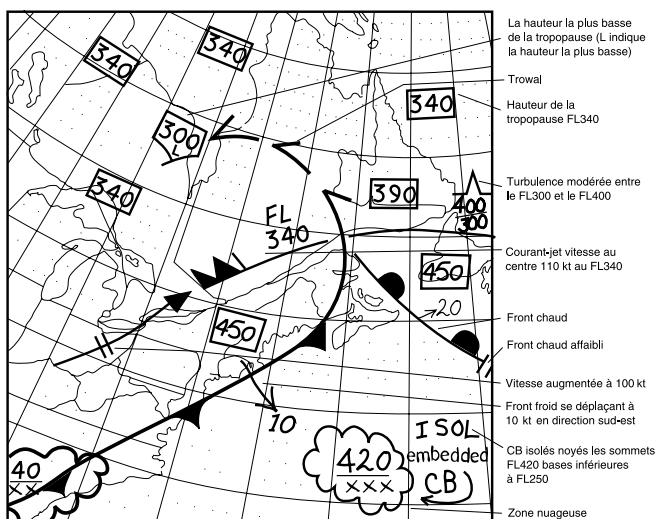 La hauteur la plus basse
de la tropopause (L indique
la hauteur la plus basse)
Trowal
Hauteur de la
tropopause FL340
Turbulence modérée entre
le FL300 et le FL400
Courant-jet vitesse au
centre 110 kt au FL340
Front chaud
Front chaud affaibli
Vitesse augmentée à 100 kt
Front froid se déplaçant à
10 kt en direction sud-est
CB isolés noyés les sommets
FL420 bases inférieures
à FL250
Zone nuageuse
340
340
340
300
L
340
390
400
300
FL
340
450
20
450
10
ISOL
embedded
CB
420
XXX
40
XX